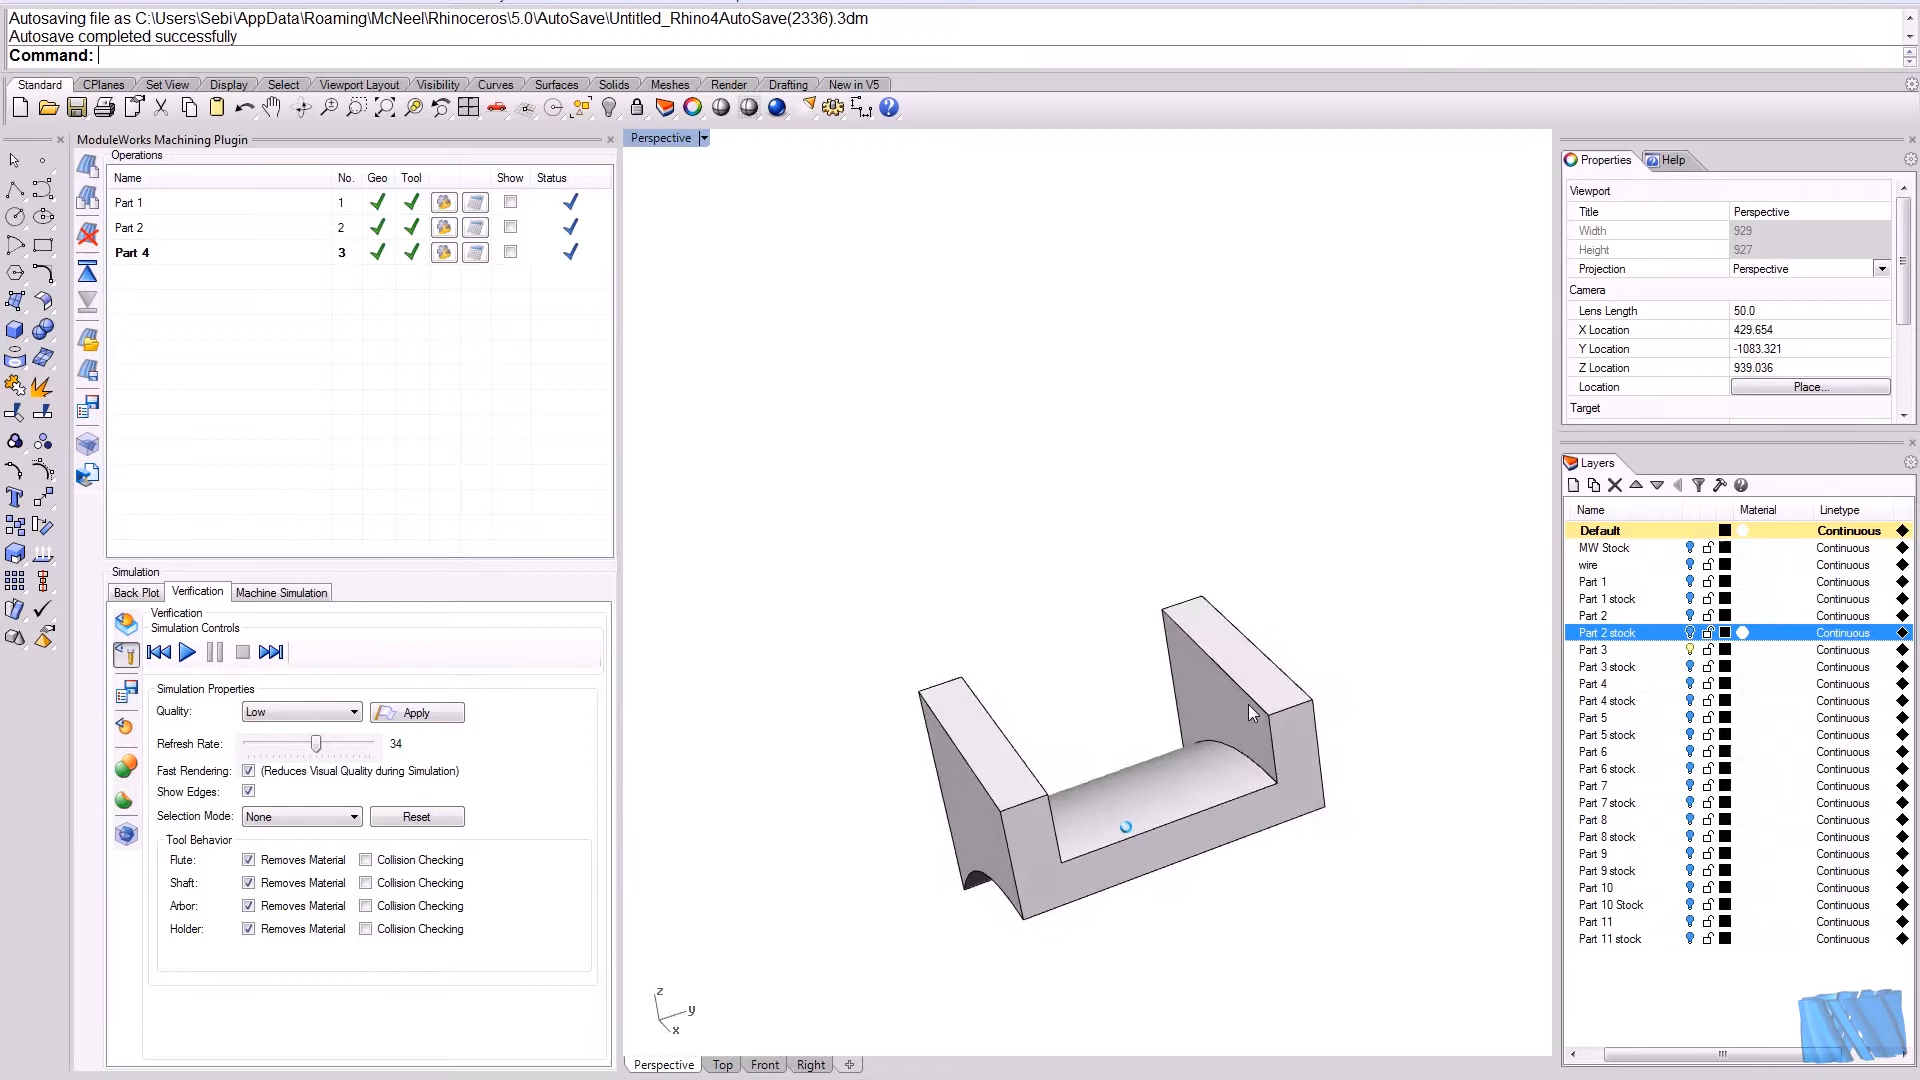 Autosaving file as C:\Users\Sebi\AppData\Roaming\McNeel\Rhinoceros\5.0\AutoSave\Untitled_Rhino4AutoSave(2336).3dm
Autosave completed successfully
Command:
Standard CPlanes Set View Display Select Viewport Layout Visibility Curves Surfaces Solids Meshes Render Drafting New in V5
ModuleWorks Machining Plugin
Operations
Name No. Geo Tool Show Status
Part 1 1
Part 2 2
Part 4 3
Simulation
Back Plot Verification Machine Simulation
Verification
Simulation Controls
Simulation Properties
Quality: Low Apply
Refresh Rate: 34
Fast Rendering: (Reduces Visual Quality during Simulation)
Show Edges:
Selection Mode: None Reset
Tool Behavior
Flute: Removes Material Collision Checking
Shaft: Removes Material Collision Checking
Arbor: Removes Material Collision Checking
Holder: Removes Material Collision Checking
Perspective
z
y
x
Perspective Top Front Right
Properties Help
Viewport
Title Perspective
Width 929
Height 927
Projection Perspective
Camera
Lens Length 50.0
X Location 429.654
Y Location -1083.321
Z Location 939.036
Location Place...
Target
Layers
Name Material Linetype
Default Continuous
MW Stock Continuous
wire Continuous
Part 1 Continuous
Part 1 stock Continuous
Part 2 Continuous
Part 2 stock Continuous
Part 3 Continuous
Part 3 stock Continuous
Part 4 Continuous
Part 4 stock Continuous
Part 5 Continuous
Part 5 stock Continuous
Part 6 Continuous
Part 6 stock Continuous
Part 7 Continuous
Part 7 stock Continuous
Part 8 Continuous
Part 8 stock Continuous
Part 9 Continuous
Part 9 stock Continuous
Part 10 Continuous
Part 10 Stock Continuous
Part 11 Continuous
Part 11 stock Continuous